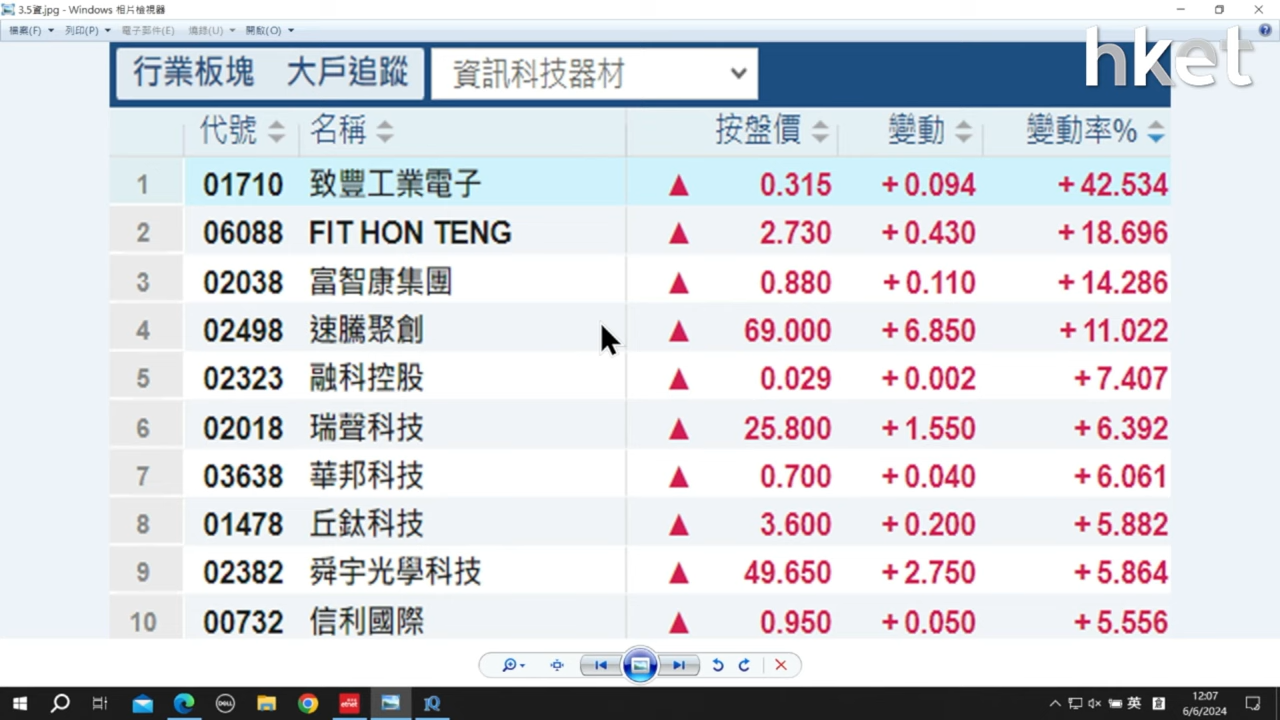 3.5資.jpg - Windows 相片檢視器
檔案(F) 列印(P) 電子郵件(E) 燒錄(U) 開啟(O)
hket
行業板塊 大戶追蹤 資訊科技器材
代號 名稱 按盤價 變動 變動率%
1 01710 致豐工業電子 ▲ 0.315 +0.094 +42.534
2 06088 FIT HON TENG ▲ 2.730 +0.430 +18.696
3 02038 富智康集團 ▲ 0.880 +0.110 +14.286
4 02498 速騰聚創 ▲ 69.000 +6.850 +11.022
5 02323 融科控股 ▲ 0.029 +0.002 +7.407
6 02018 瑞聲科技 ▲ 25.800 +1.550 +6.392
7 03638 華邦科技 ▲ 0.700 +0.040 +6.061
8 01478 丘鈦科技 ▲ 3.600 +0.200 +5.882
9 02382 舜宇光學科技 ▲ 49.650 +2.750 +5.864
10 00732 信利國際 ▲ 0.950 +0.050 +5.556
DELL etnet IQ 英 12:07
6/6/2024